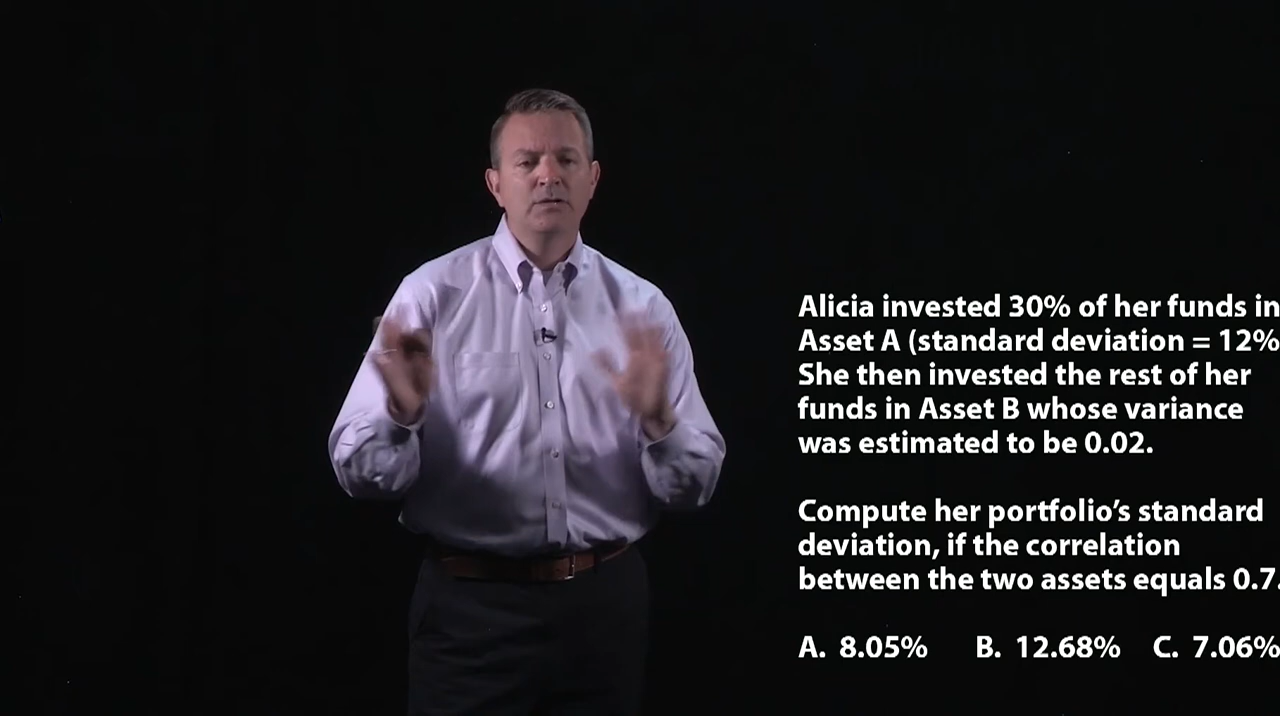 Alicia invested 30% of her funds in
Asset A (standard deviation = 12%
She then invested the rest of her
funds in Asset B whose variance
was estimated to be 0.02.
Compute her portfolio's standard
deviation, if the correlation
between the two assets equals 0.7.
A. 8.05% B. 12.68% C. 7.06%